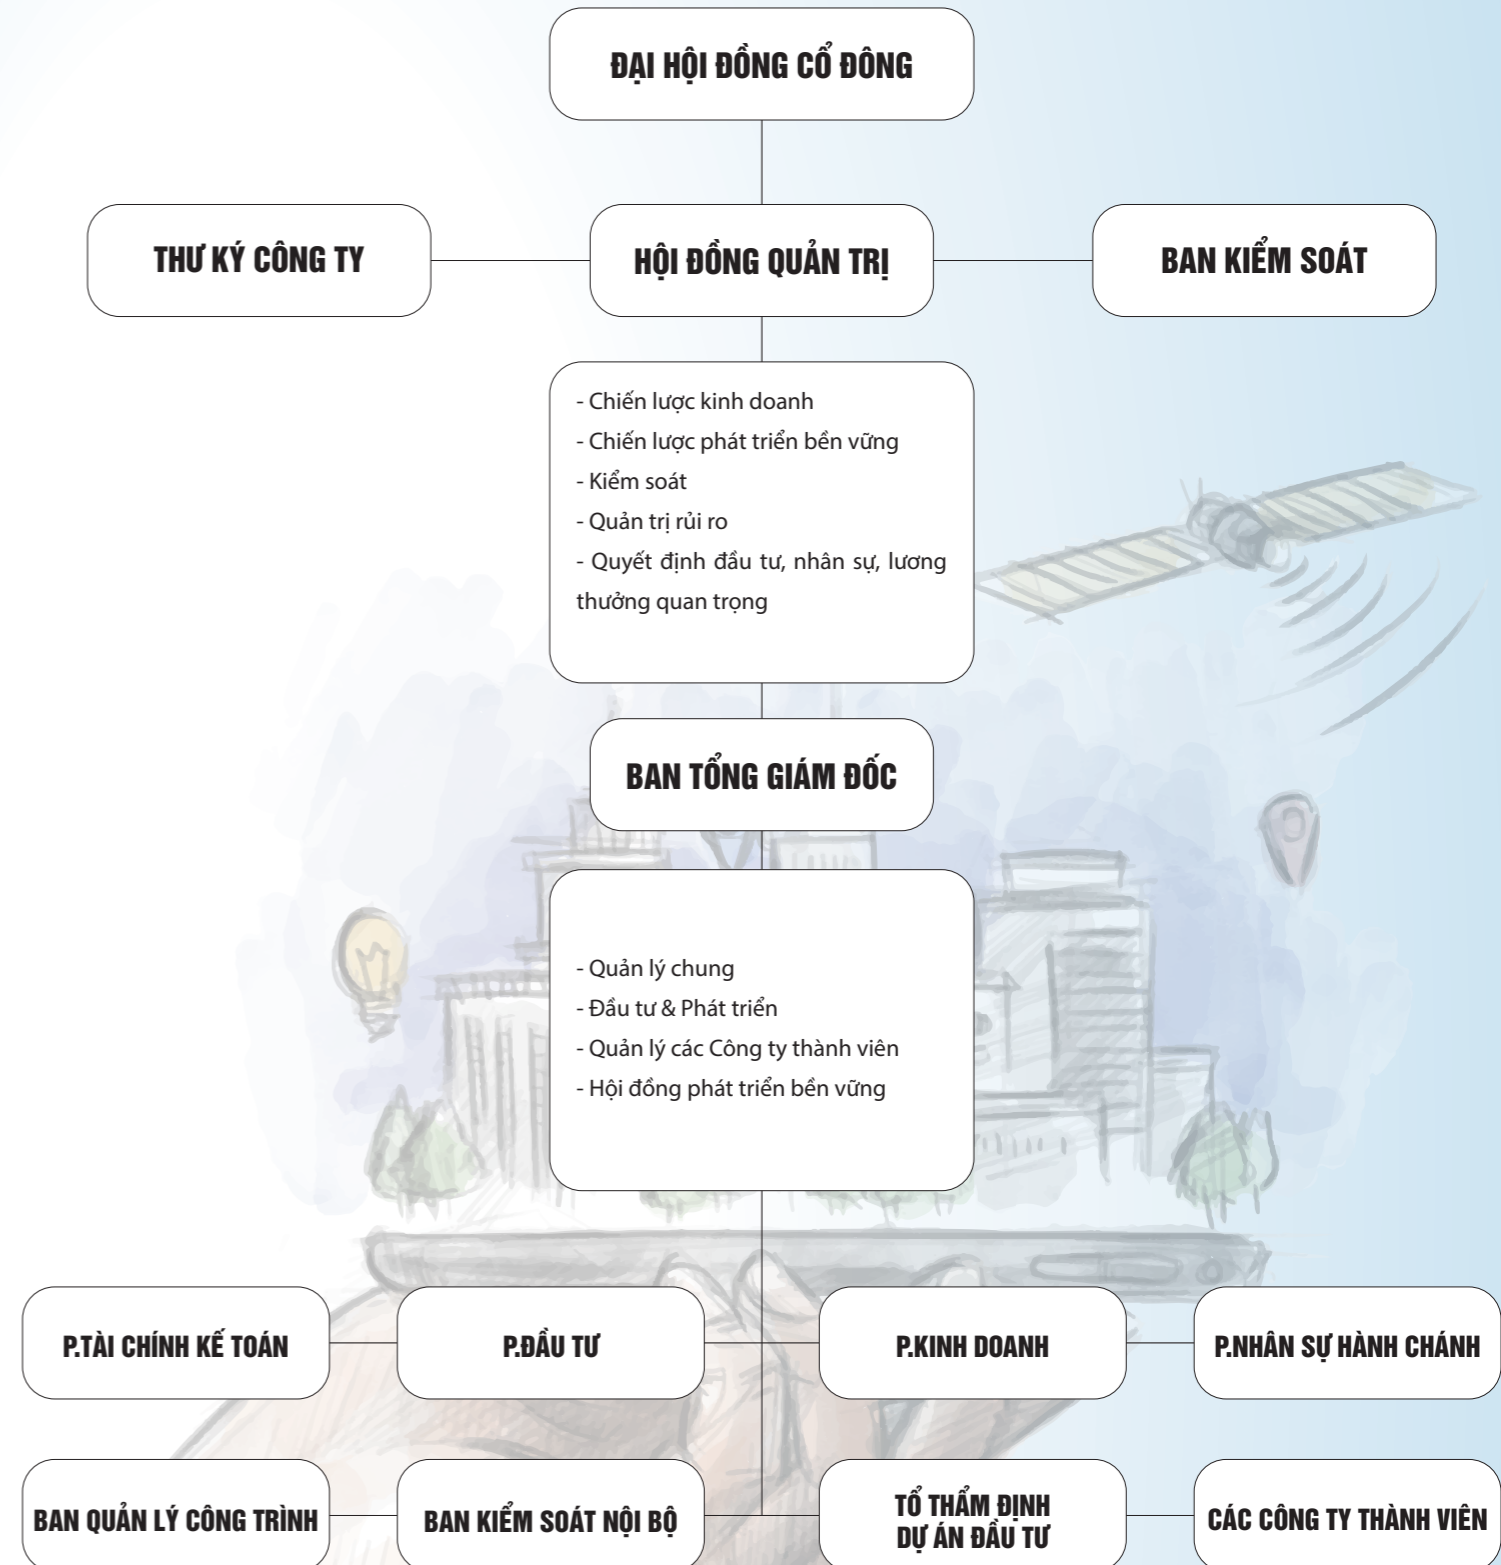 ĐẠI HỘI ĐỒNG CỔ ĐÔNG
THƯ KÝ CÔNG TY
HỘI ĐỒNG QUẢN TRỊ
BAN KIỂM SOÁT
- Chiến lược kinh doanh
- Chiến lược phát triển bền vững
- Kiểm soát
- Quản trị rủi ro
- Quyết định đầu tư, nhân sự, lương
thưởng quan trọng
BAN TỔNG GIÁM ĐỐC
- Quản lý chung
- Đầu tư & Phát triển
- Quản lý các Công ty thành viên
- Hội đồng phát triển bền vững
P.TÀI CHÍNH KẾ TOÁN
P.ĐẦU TƯ
P.KINH DOANH
P.NHÂN SỰ HÀNH CHÁNH
BAN QUẢN LÝ CÔNG TRÌNH
BAN KIỂM SOÁT NỘI BỘ
TỔ THẨM ĐỊNH
DỰ ÁN ĐẦU TƯ
CÁC CÔNG TY THÀNH VIÊN